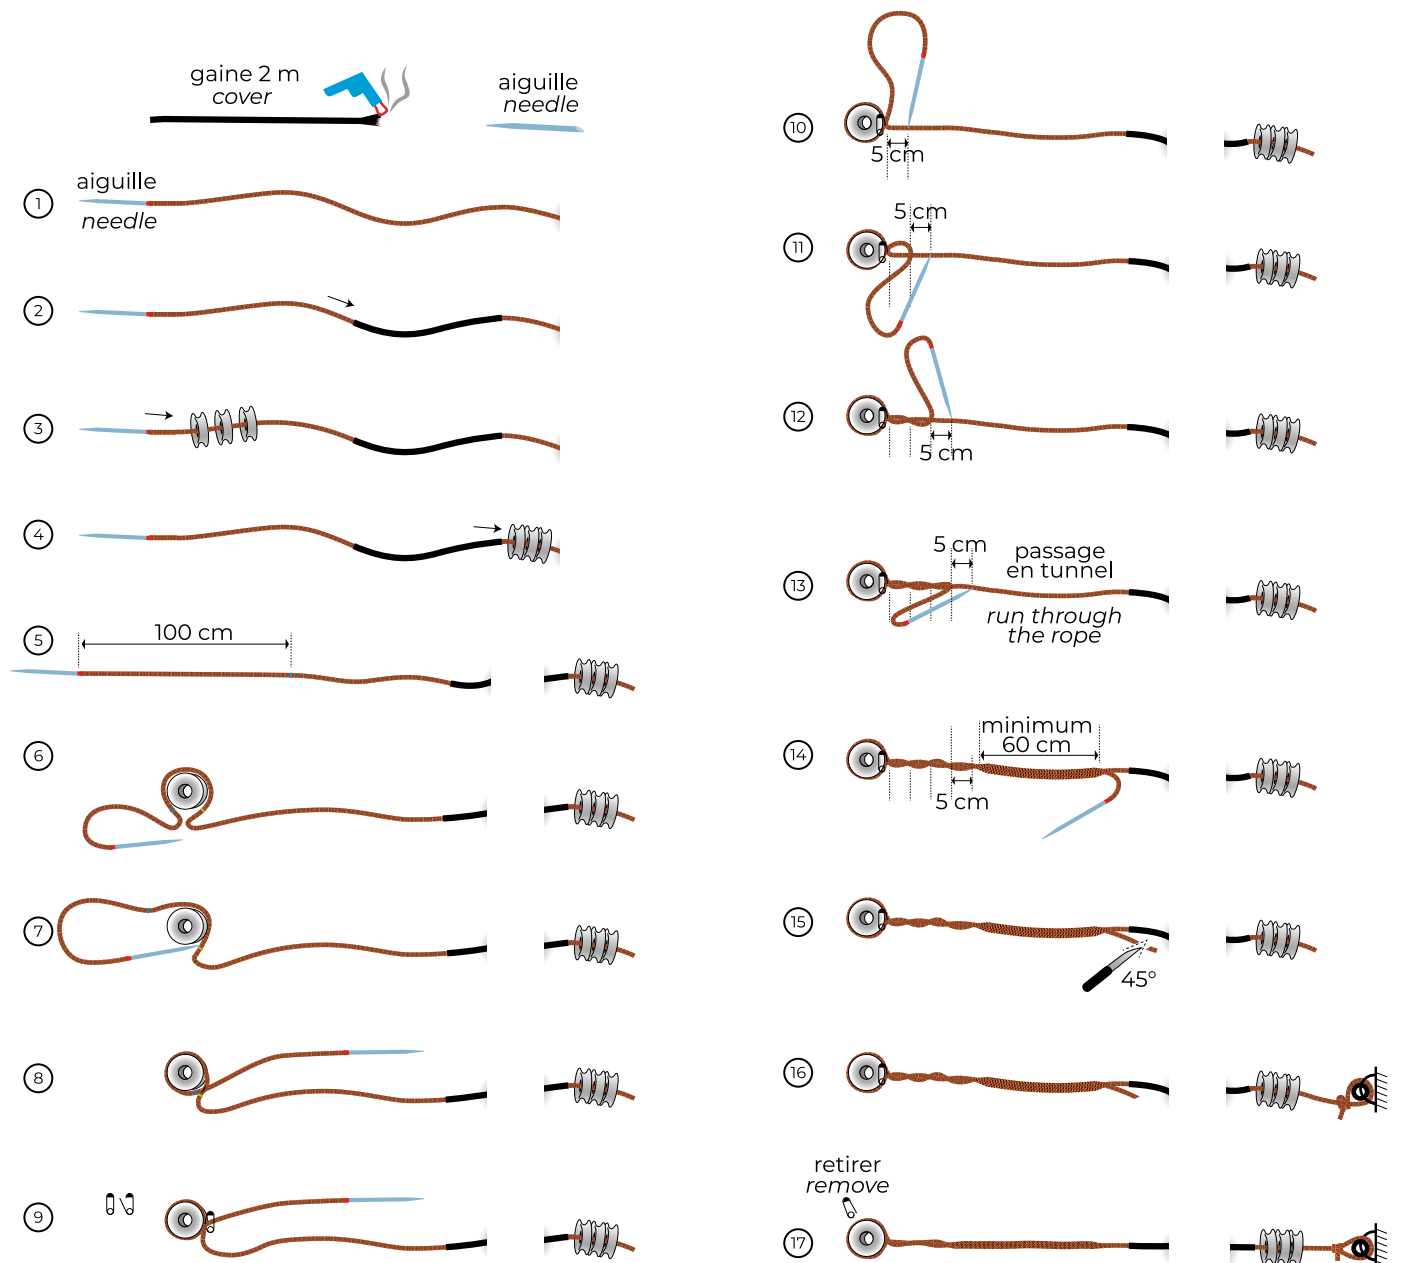 gaine 2 m
cover
aiguille
needle
1
aiguille
needle
2
3
4
5
100 cm
6
7
8
9
10
5 cm
11
5 cm
12
5 cm
13
5 cm
passage
en tunnel
run through
the rope
14
minimum
60 cm
5 cm
15
45°
16
17
retirer
remove